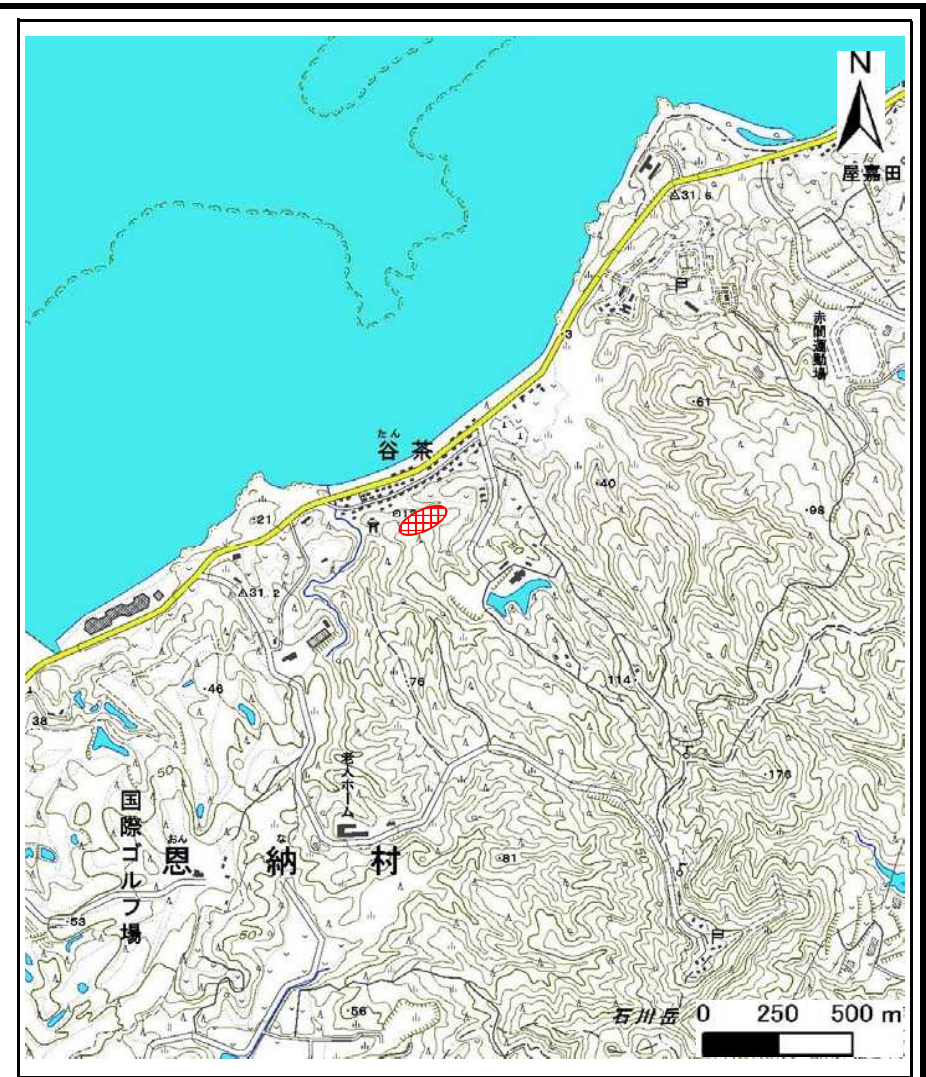 N
屋嘉田
△31.6
赤間運動場
・3
・61
たん
谷茶
・40
・98
・21
△31.2
50
・76
114
・46
38
・176
50
老人ホーム
国際ゴルフ場
おん な
恩納村
・81
50
・53
50
・56
石川岳
0 250 500 m